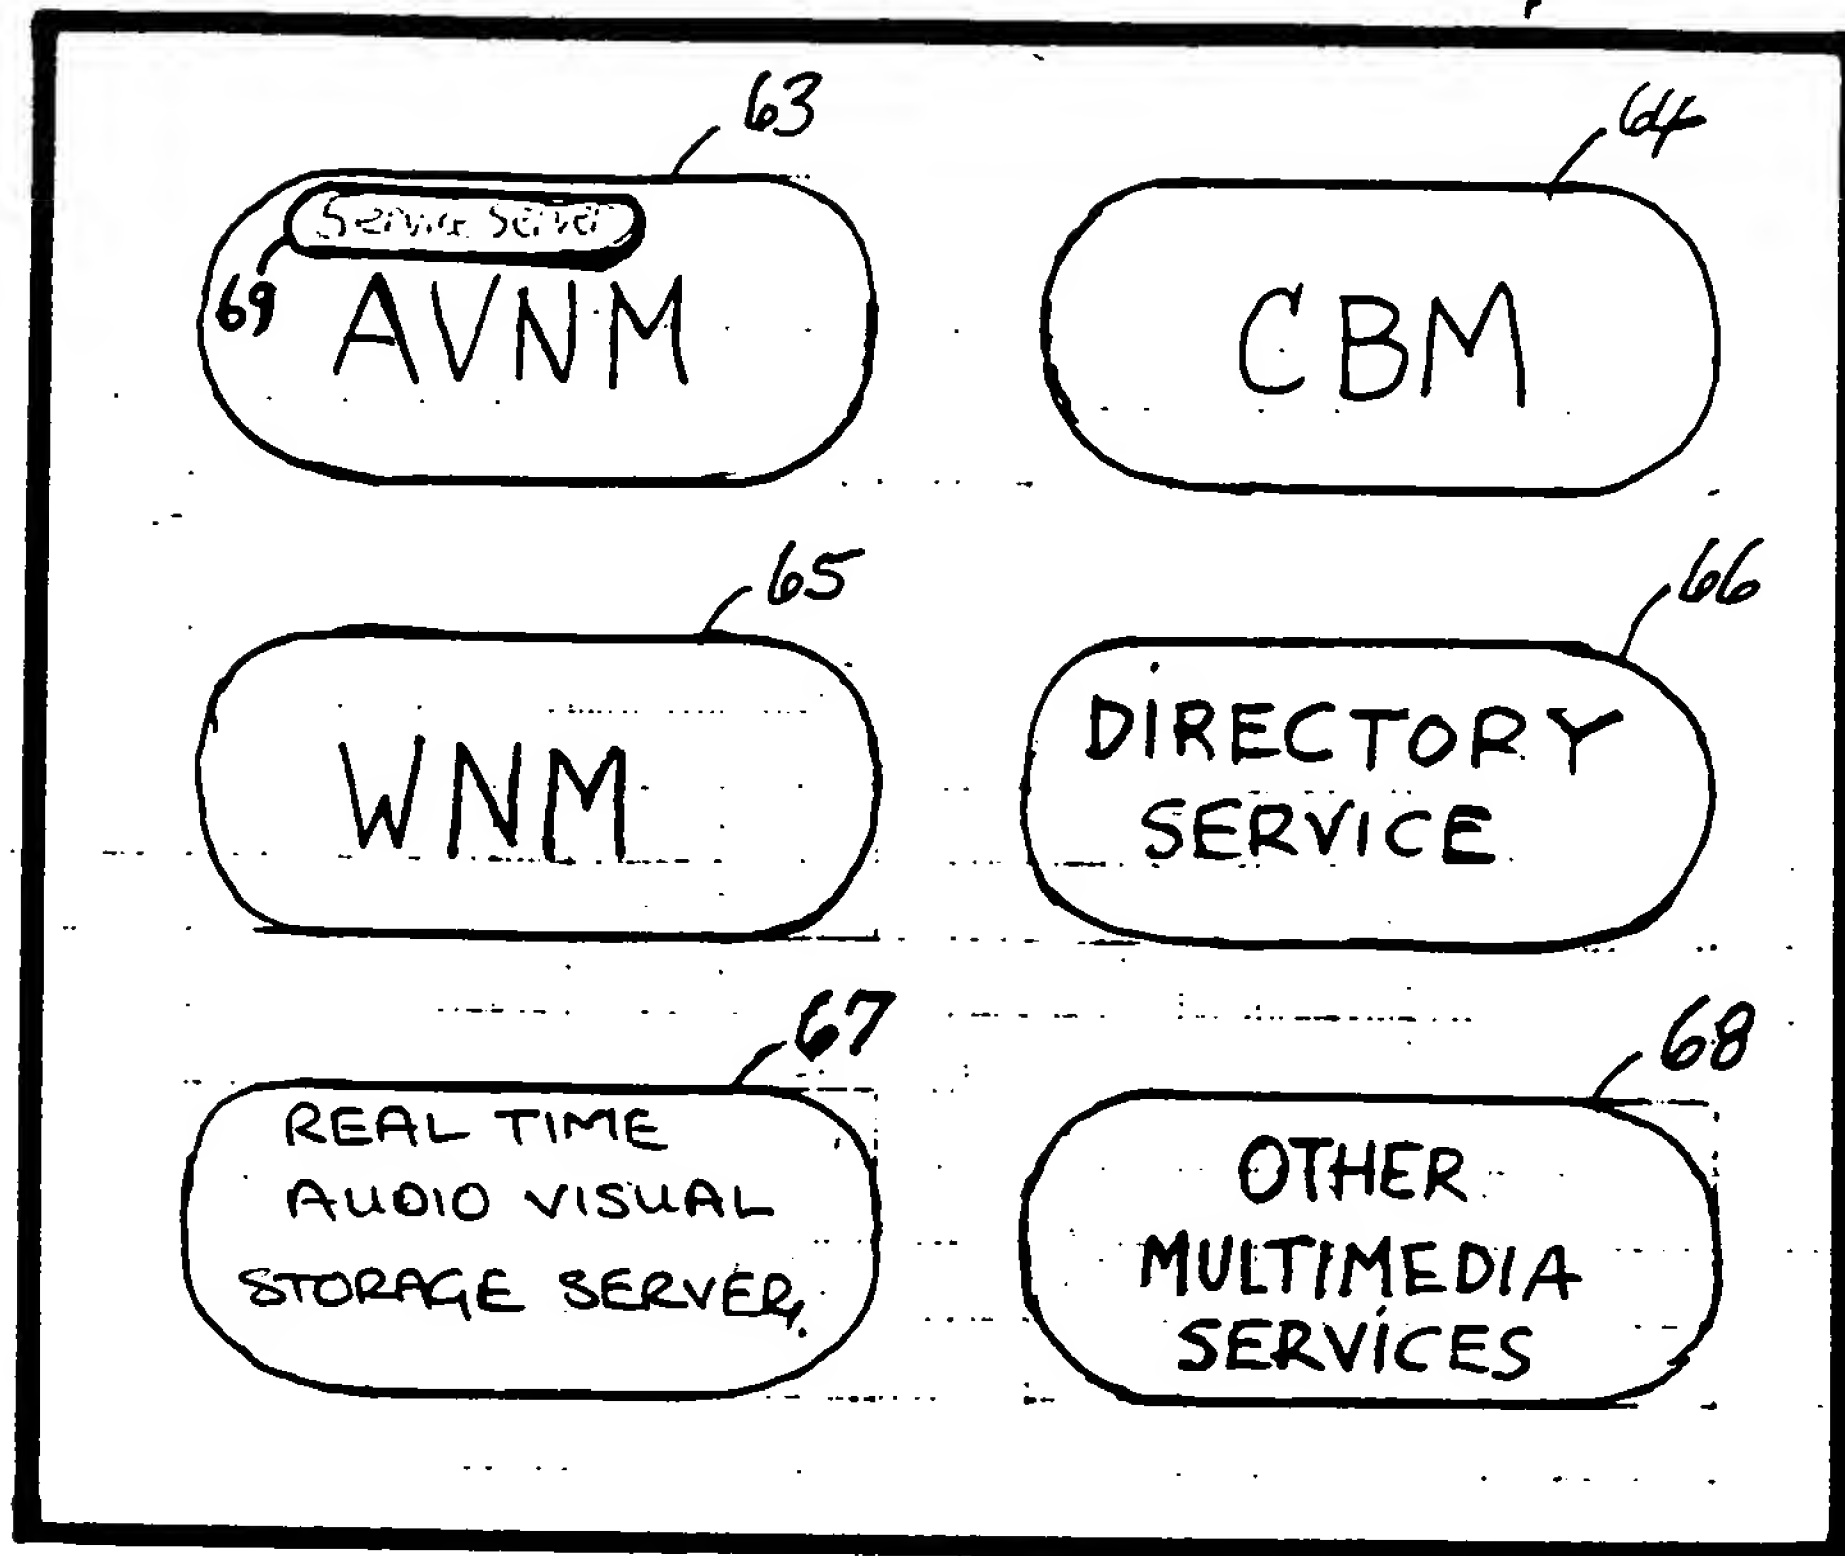 63
64
Service Server
69
AVNM
CBM
65
66
WNM
DIRECTORY
SERVICE
67
68
REAL TIME
AUDIO VISUAL
STORAGE SERVER.
OTHER
MULTIMEDIA
SERVICES